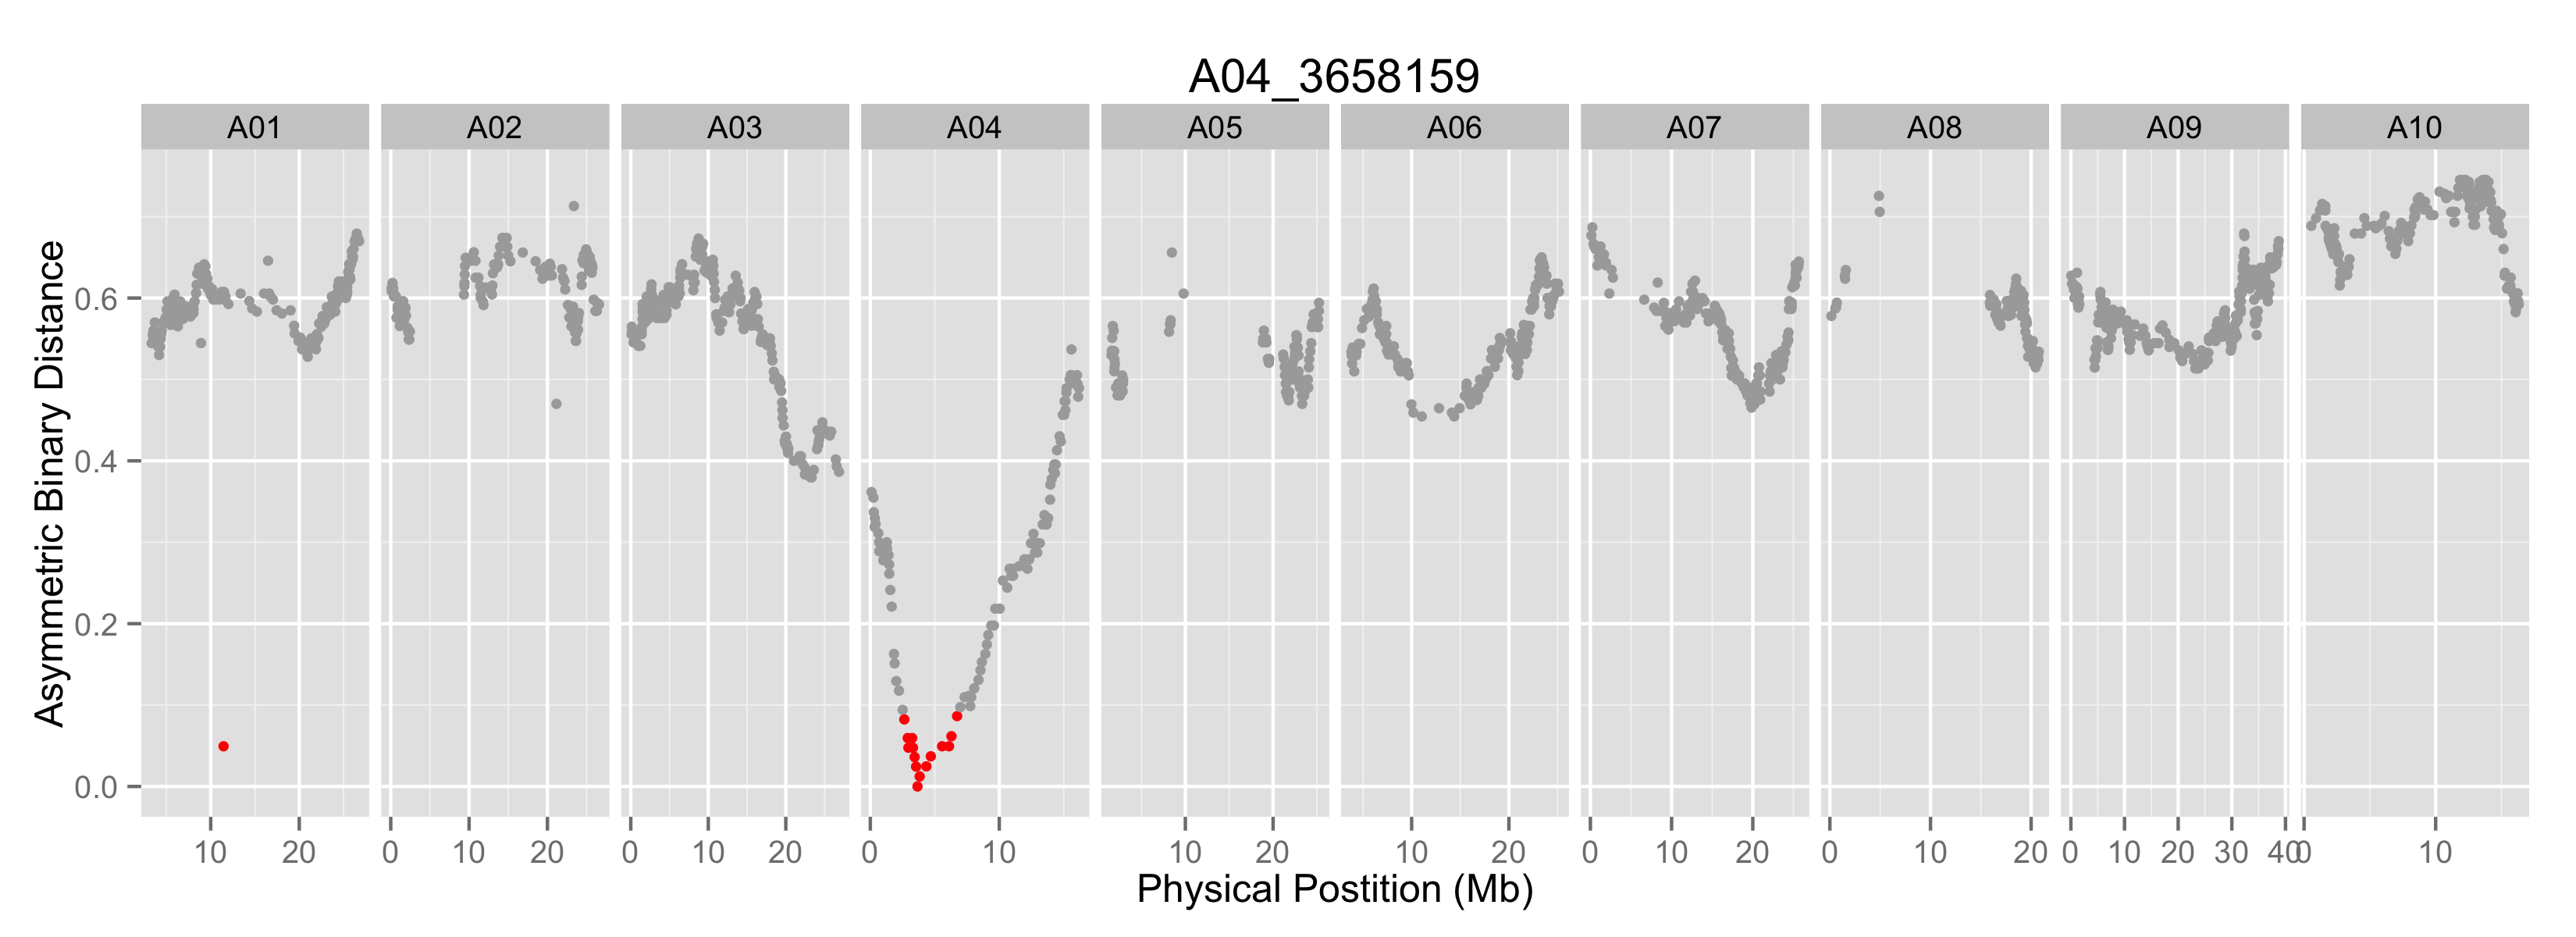 A04_3658159
A01 A02 A03 A04 A05 A06 A07 A08 A09 A10
Asymmetric Binary Distance
0.6
0.4
0.2
0.0
10 20 0 10 20 0 10 20 0 10 10 20 10 20 0 10 20 0 10 20 0 10 20 30 40 0 10
Physical Postition (Mb)